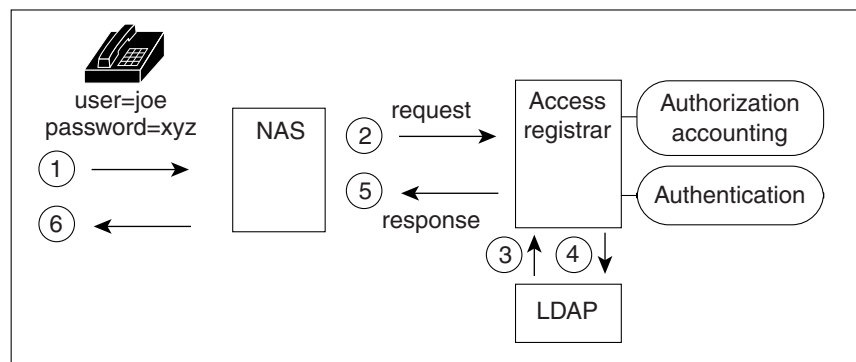 user=joe
password=xyz
1
6
NAS
2
request
5
response
Access
registrar
Authorization
accounting
Authentication
3
4
LDAP